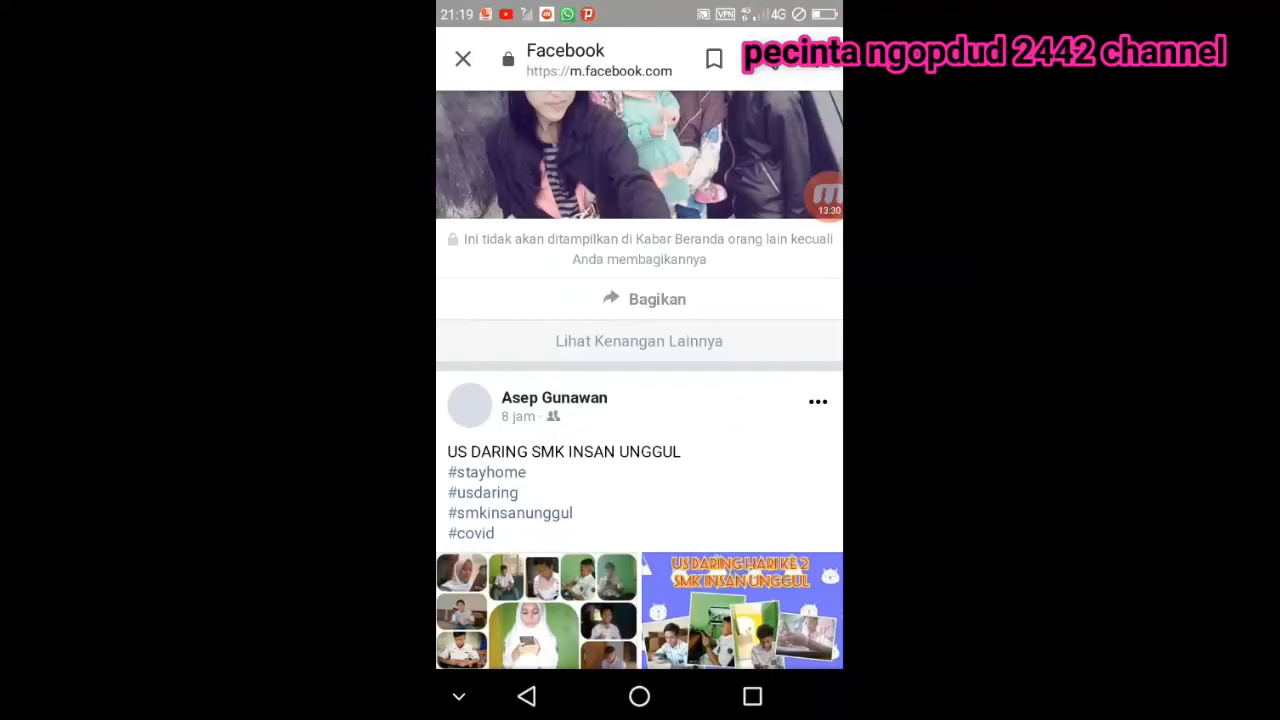 21:19
VPN
4G
Facebook
https://m.facebook.com
pecinta ngopdud 2442 channel
13:30
Ini tidak akan ditampilkan di Kabar Beranda orang lain kecuali
Anda membagikannya
Bagikan
Lihat Kenangan Lainnya
Asep Gunawan
8 jam ·
US DARING SMK INSAN UNGGUL
#stayhome
#usdaring
#smkinsanunggul
#covid
US DARING HARI KE 2
SMK INSAN UNGGUL